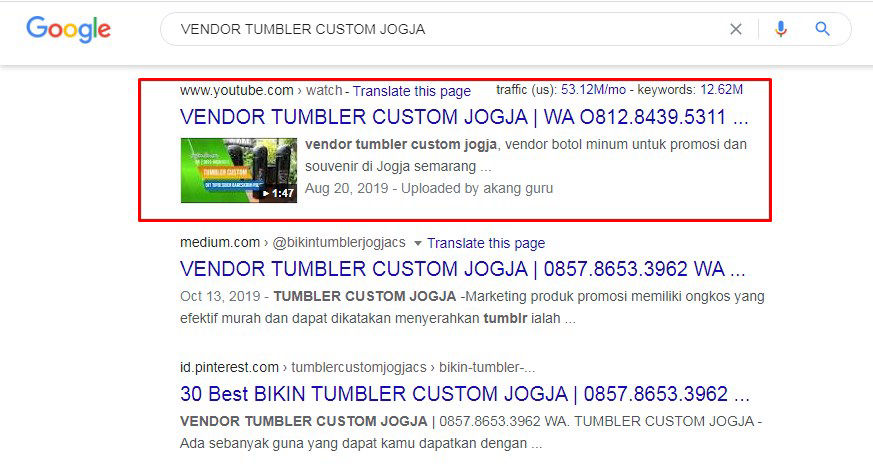 Google
VENDOR TUMBLER CUSTOM JOGJA
www.youtube.com › watch - Translate this page traffic (us): 53.12M/mo - keywords: 12.62M
VENDOR TUMBLER CUSTOM JOGJA | WA O812.8439.5311 ...
vendor tumbler custom jogja, vendor botol minum untuk promosi dan
souvenir di Jogja semarang ...
TUMBLER CUSTOM
1:47
Aug 20, 2019 - Uploaded by akang guru
medium.com › @bikintumblerjogjacs Translate this page
VENDOR TUMBLER CUSTOM JOGJA | 0857.8653.3962 WA ...
Oct 13, 2019 - TUMBLER CUSTOM JOGJA -Marketing produk promosi memiliki ongkos yang
efektif murah dan dapat dikatakan menyerahkan tumblr ialah ...
id.pinterest.com › tumblercustomjogjacs › bikin-tumbler-...
30 Best BIKIN TUMBLER CUSTOM JOGJA | 0857.8653.3962 ...
VENDOR TUMBLER CUSTOM JOGJA | 0857.8653.3962 WA. TUMBLER CUSTOM JOGJA -
Ada sebanyak guna yang dapat kamu dapatkan dengan ...